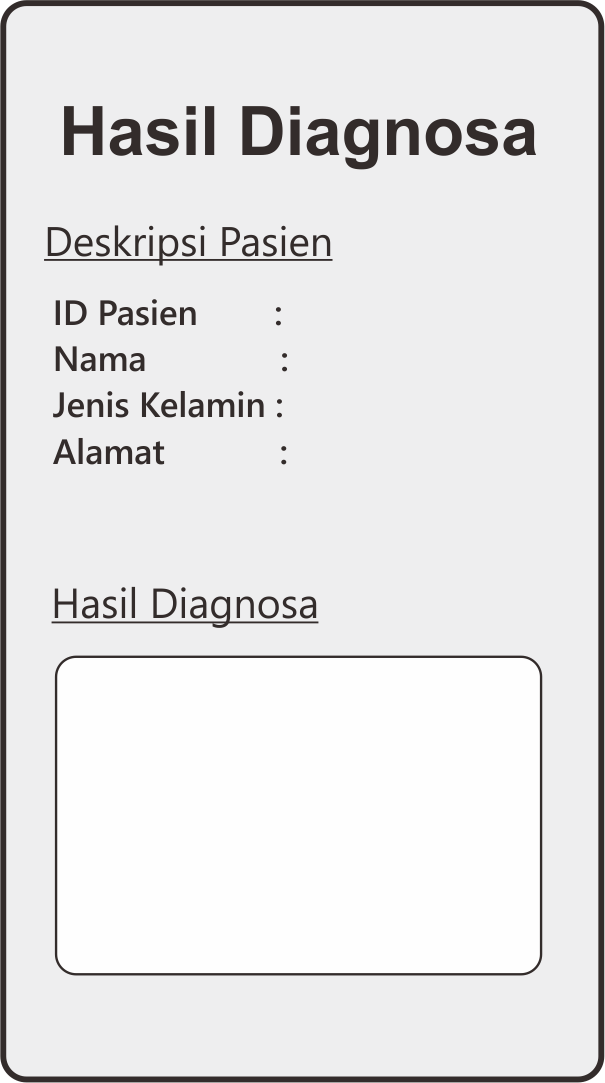 Hasil Diagnosa
Deskripsi Pasien
ID Pasien :
Nama :
Jenis Kelamin :
Alamat :
Hasil Diagnosa